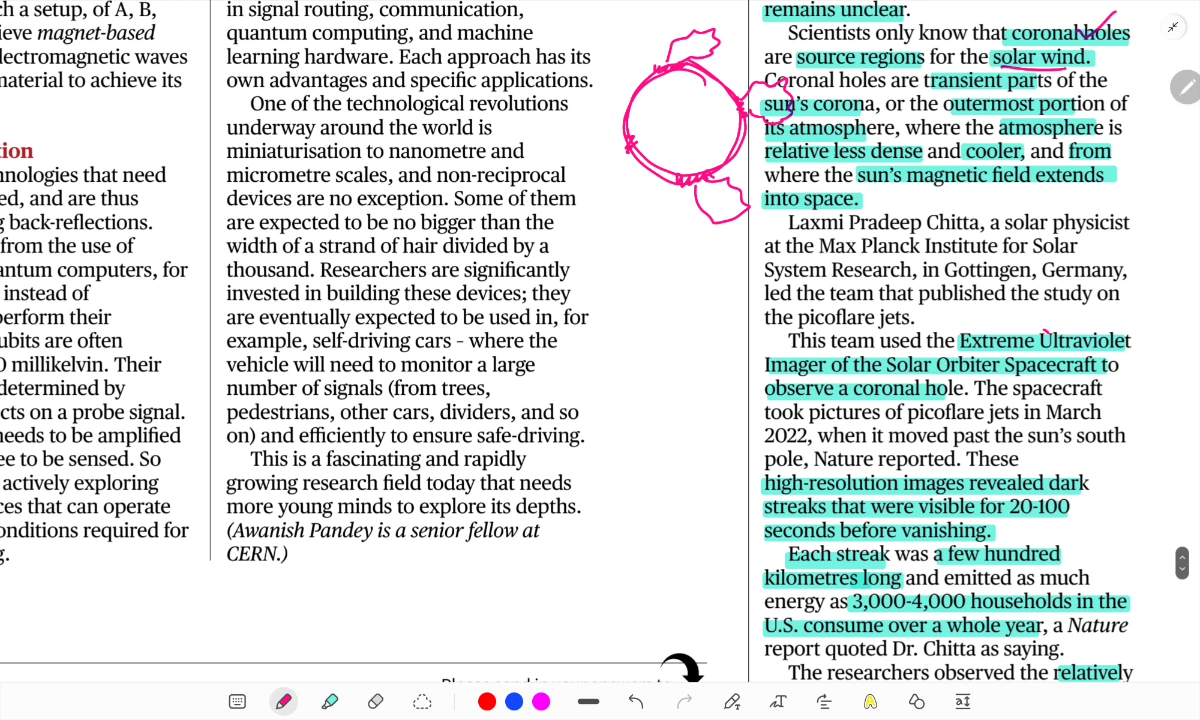 ch a setup, of A, B,
ieve magnet-based
lectromagnetic waves
material to achieve its
tion
hnologies that need
ed, and are thus
g back-reflections.
from the use of
antum computers, for
instead of
perform their
ubits are often
0 millikelvin. Their
determined by
cts on a probe signal.
needs to be amplified
ee to be sensed. So
actively exploring
ces that can operate
onditions required for
g.
in signal routing, communication,
quantum computing, and machine
learning hardware. Each approach has its
own advantages and specific applications.
One of the technological revolutions
underway around the world is
miniaturisation to nanometre and
micrometre scales, and non-reciprocal
devices are no exception. Some of them
are expected to be no bigger than the
width of a strand of hair divided by a
thousand. Researchers are significantly
invested in building these devices; they
are eventually expected to be used in, for
example, self-driving cars – where the
vehicle will need to monitor a large
number of signals (from trees,
pedestrians, other cars, dividers, and so
on) and efficiently to ensure safe-driving.
This is a fascinating and rapidly
growing research field today that needs
more young minds to explore its depths.
(Awanish Pandey is a senior fellow at
CERN.)
remains unclear.
Scientists only know that coronal holes
are source regions for the solar wind.
Coronal holes are transient parts of the
sun's corona, or the outermost portion of
its atmosphere, where the atmosphere is
relative less dense and cooler, and from
where the sun's magnetic field extends
into space.
Laxmi Pradeep Chitta, a solar physicist
at the Max Planck Institute for Solar
System Research, in Gottingen, Germany,
led the team that published the study on
the picoflare jets.
This team used the Extreme Ultraviolet
Imager of the Solar Orbiter Spacecraft to
observe a coronal hole. The spacecraft
took pictures of picoflare jets in March
2022, when it moved past the sun's south
pole, Nature reported. These
high-resolution images revealed dark
streaks that were visible for 20-100
seconds before vanishing.
Each streak was a few hundred
kilometres long and emitted as much
energy as 3,000-4,000 households in the
U.S. consume over a whole year, a Nature
report quoted Dr. Chitta as saying.
The researchers observed the relatively